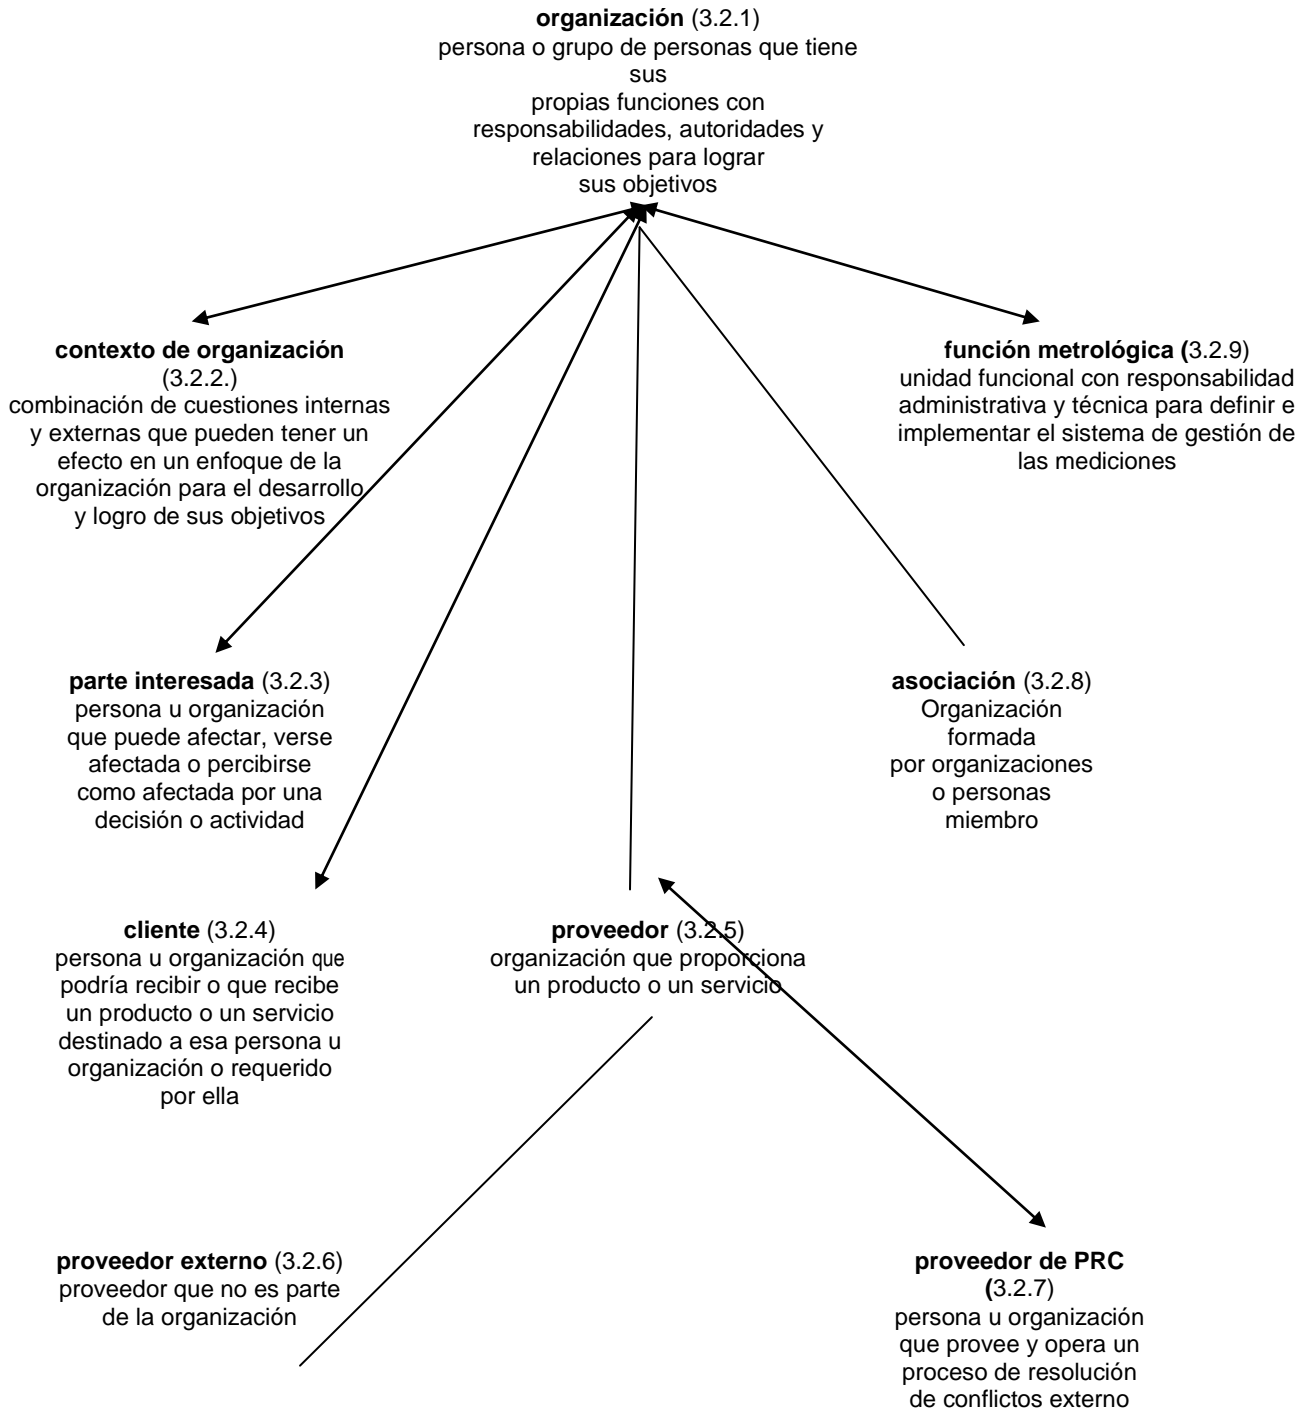 organización (3.2.1)
persona o grupo de personas que tiene
sus
propias funciones con
responsabilidades, autoridades y
relaciones para lograr
sus objetivos
contexto de organización
(3.2.2.)
combinación de cuestiones internas
y externas que pueden tener un
efecto en un enfoque de la
organización para el desarrollo
y logro de sus objetivos
función metrológica (3.2.9)
unidad funcional con responsabilidad
administrativa y técnica para definir e
implementar el sistema de gestión de
las mediciones
parte interesada (3.2.3)
persona u organización
que puede afectar, verse
afectada o percibirse
como afectada por una
decisión o actividad
asociación (3.2.8)
Organización
formada
por organizaciones
o personas
miembro
cliente (3.2.4)
persona u organización que
podría recibir o que recibe
un producto o un servicio
destinado a esa persona u
organización o requerido
por ella
proveedor (3.2.5)
organización que proporciona
un producto o un servicio
proveedor externo (3.2.6)
proveedor que no es parte
de la organización
proveedor de PRC
(3.2.7)
persona u organización
que provee y opera un
proceso de resolución
de conflictos externo